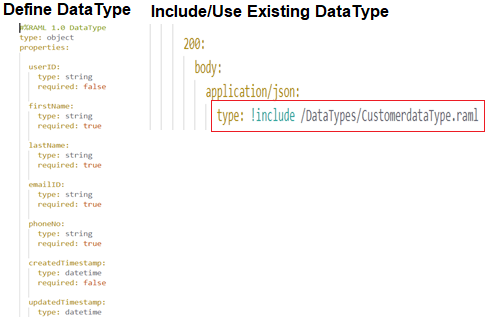 Define DataType
#%RAML 1.0 DataType
type: object
properties:
userID:
type: string
required: false
firstName:
type: string
required: true
lastName:
type: string
required: true
emailID:
type: string
required: true
phoneNo:
type: string
required: true
createdTimestamp:
type: datetime
required: false
updatedTimestamp:
type: datetime
Include/Use Existing DataType
200:
body:
application/json:
type: !include /DataTypes/CustomerdataType.raml